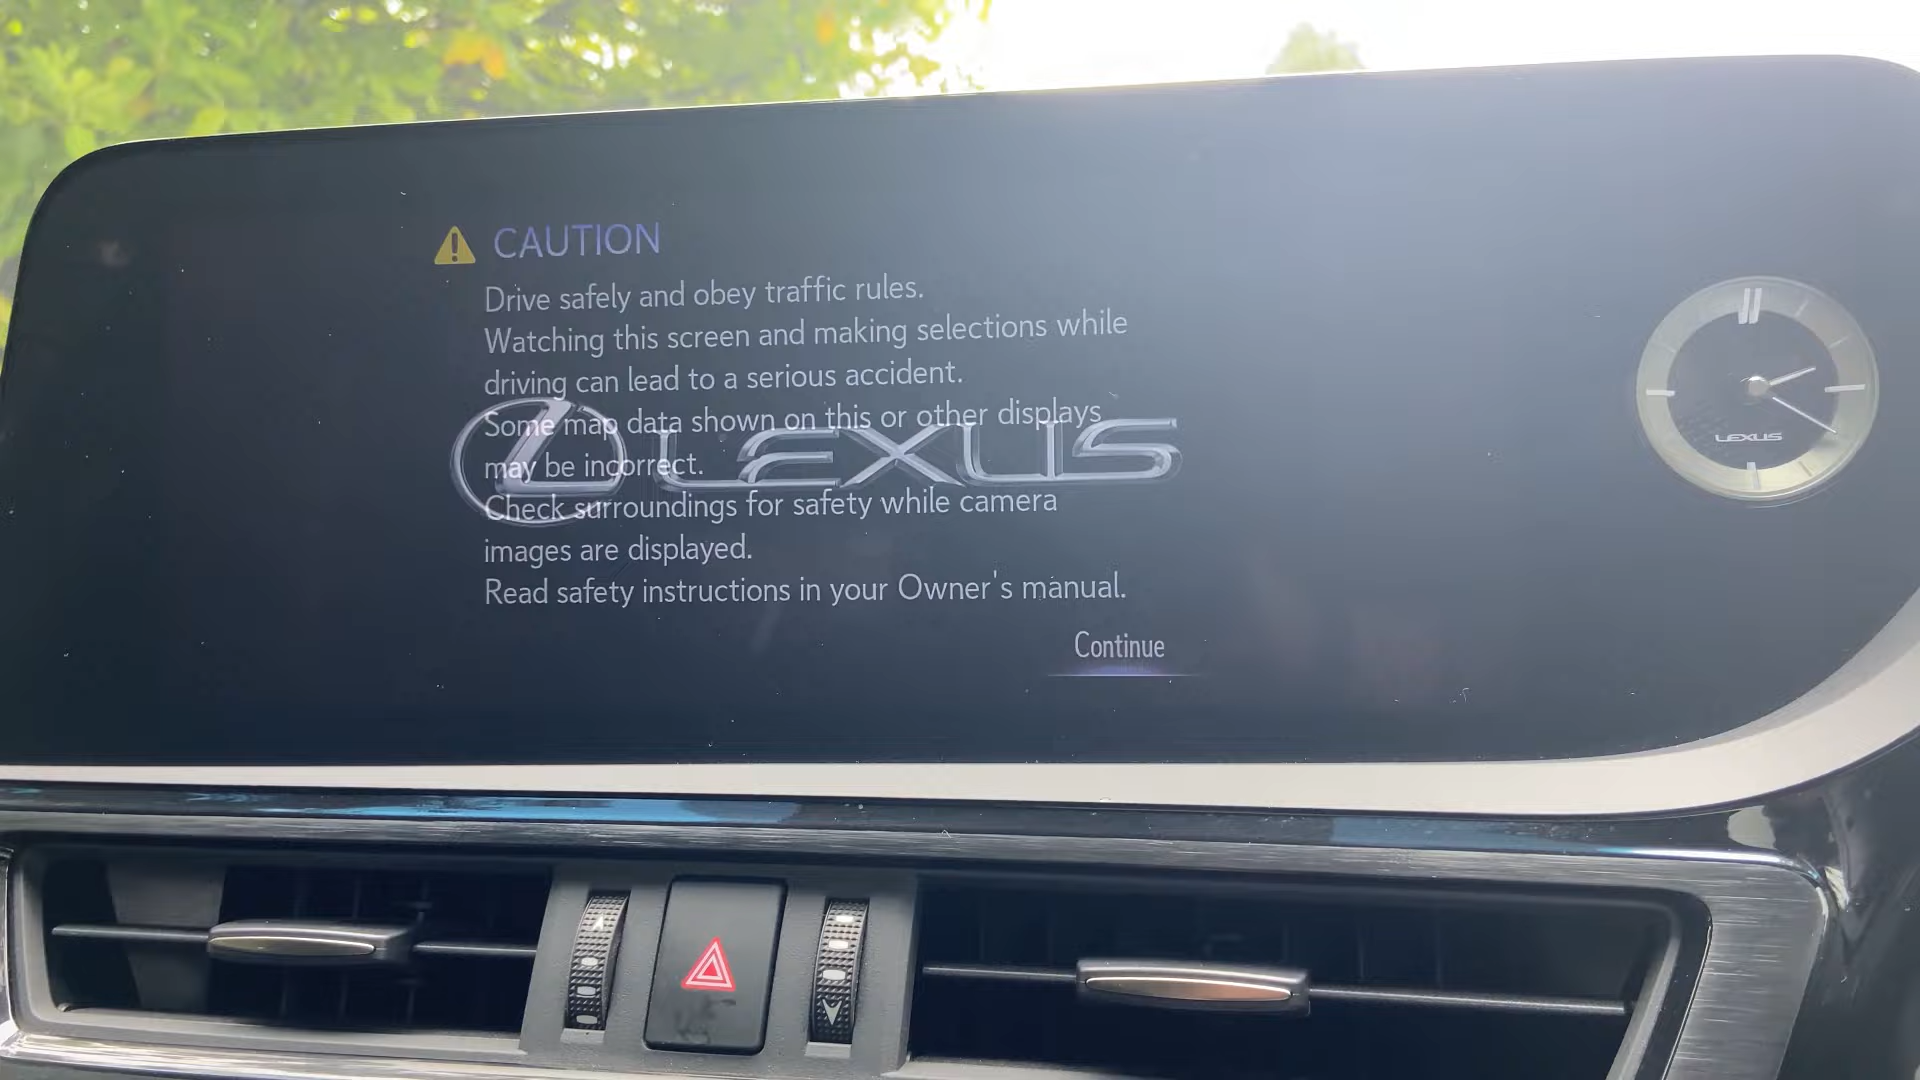 CAUTION
Drive safely and obey traffic rules.
Watching this screen and making selections while
driving can lead to a serious accident.
Some map data shown on this or other displays
may be incorrect.
LEXUS
Check surroundings for safety while camera
images are displayed.
Read safety instructions in your Owner's manual.
Continue
LEXUS